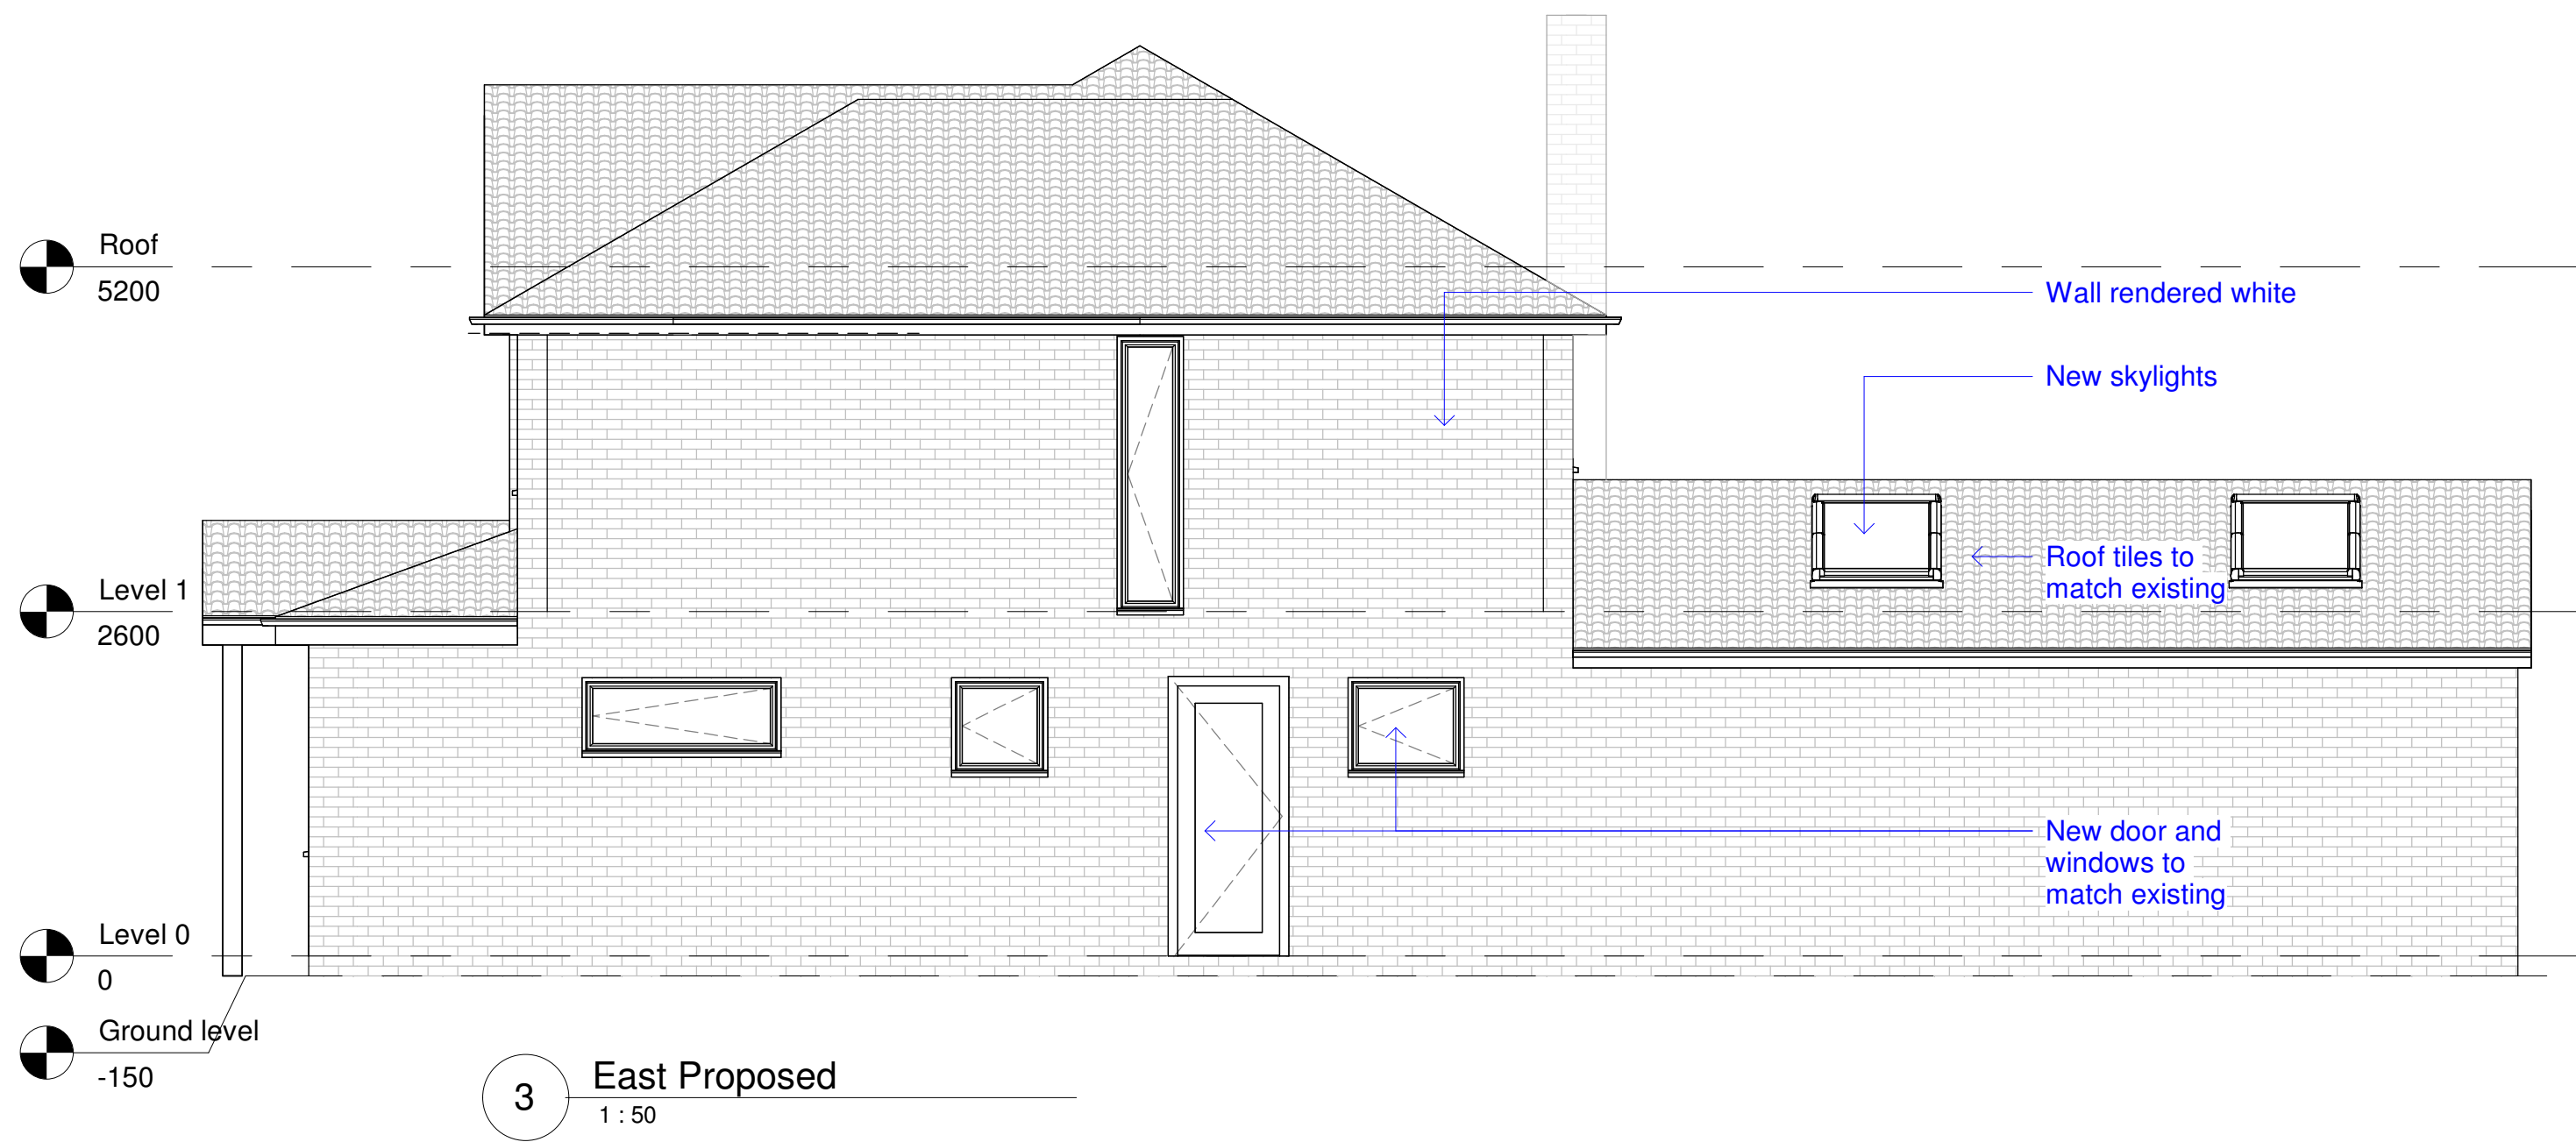 Roof
5200
Wall rendered white
New skylights
Roof tiles to
match existing
Level 1
2600
New door and
windows to
match existing
Level 0
0
Ground level
-150
3
East Proposed
1 : 50